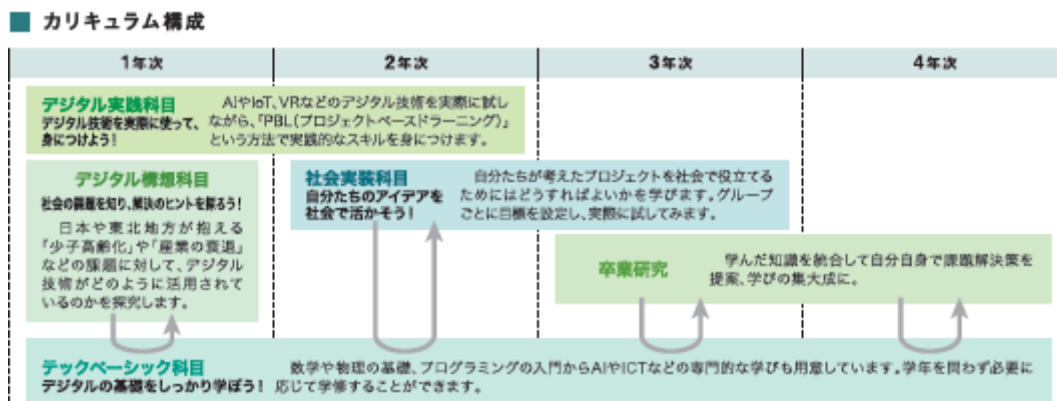 カリキュラム構成
1年次
2年次
3年次
4年次
デジタル実践科目
デジタル技術を実際に使って、
身につけよう!
AIやIoT、VRなどのデジタル技術を実際に試し
ながら、「PBL(プロジェクトベースドラーニング)」
という方法で実践的なスキルを身につけます。
デジタル構想科目
社会の課題を知り、解決のヒントを探ろう!
日本や東北地方が抱える
「少子高齢化」や「産業の衰退」
などの課題に対して、デジタル
技術がどのように活用されて
いるのかを探究します。
社会実装科目
自分たちのアイデアを
社会で活かそう!
自分たちが考えたプロジェクトを社会で役立てる
ためにはどうすればよいかを学びます。グループ
ごとに目標を設定し、実際に試してみます。
卒業研究
学んだ知識を統合して自分自身で課題解決策を
提案、学びの集大成に。
テックベーシック科目
デジタルの基礎をしっかり学ぼう!
数学や物理の基礎、プログラミングの入門からAIやICTなどの専門的な学びも用意しています。学年を問わず必要に
応じて学修することができます。